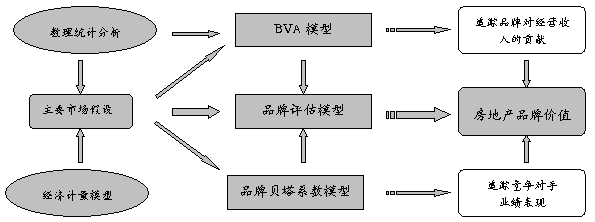 数理统计分析
BVA 模型
追踪品牌对经营收
入的贡献
主要市场假设
品牌评估模型
房地产品牌价值
经济计量模型
品牌贝塔系数模型
追踪竞争对手
业绩表现